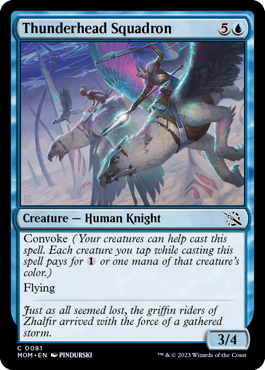 Thunderhead Squadron 5
Creature — Human Knight
Convoke (Your creatures can help cast this
spell. Each creature you tap while casting this
spell pays for 1 or one mana of that creature's
color.)
Flying
Just as all seemed lost, the griffin riders of
Zhalfir arrived with the force of a gathered
storm.
3/4
C 0081
MOM • EN PINDURSKI
™ & © 2023 Wizards of the Coast